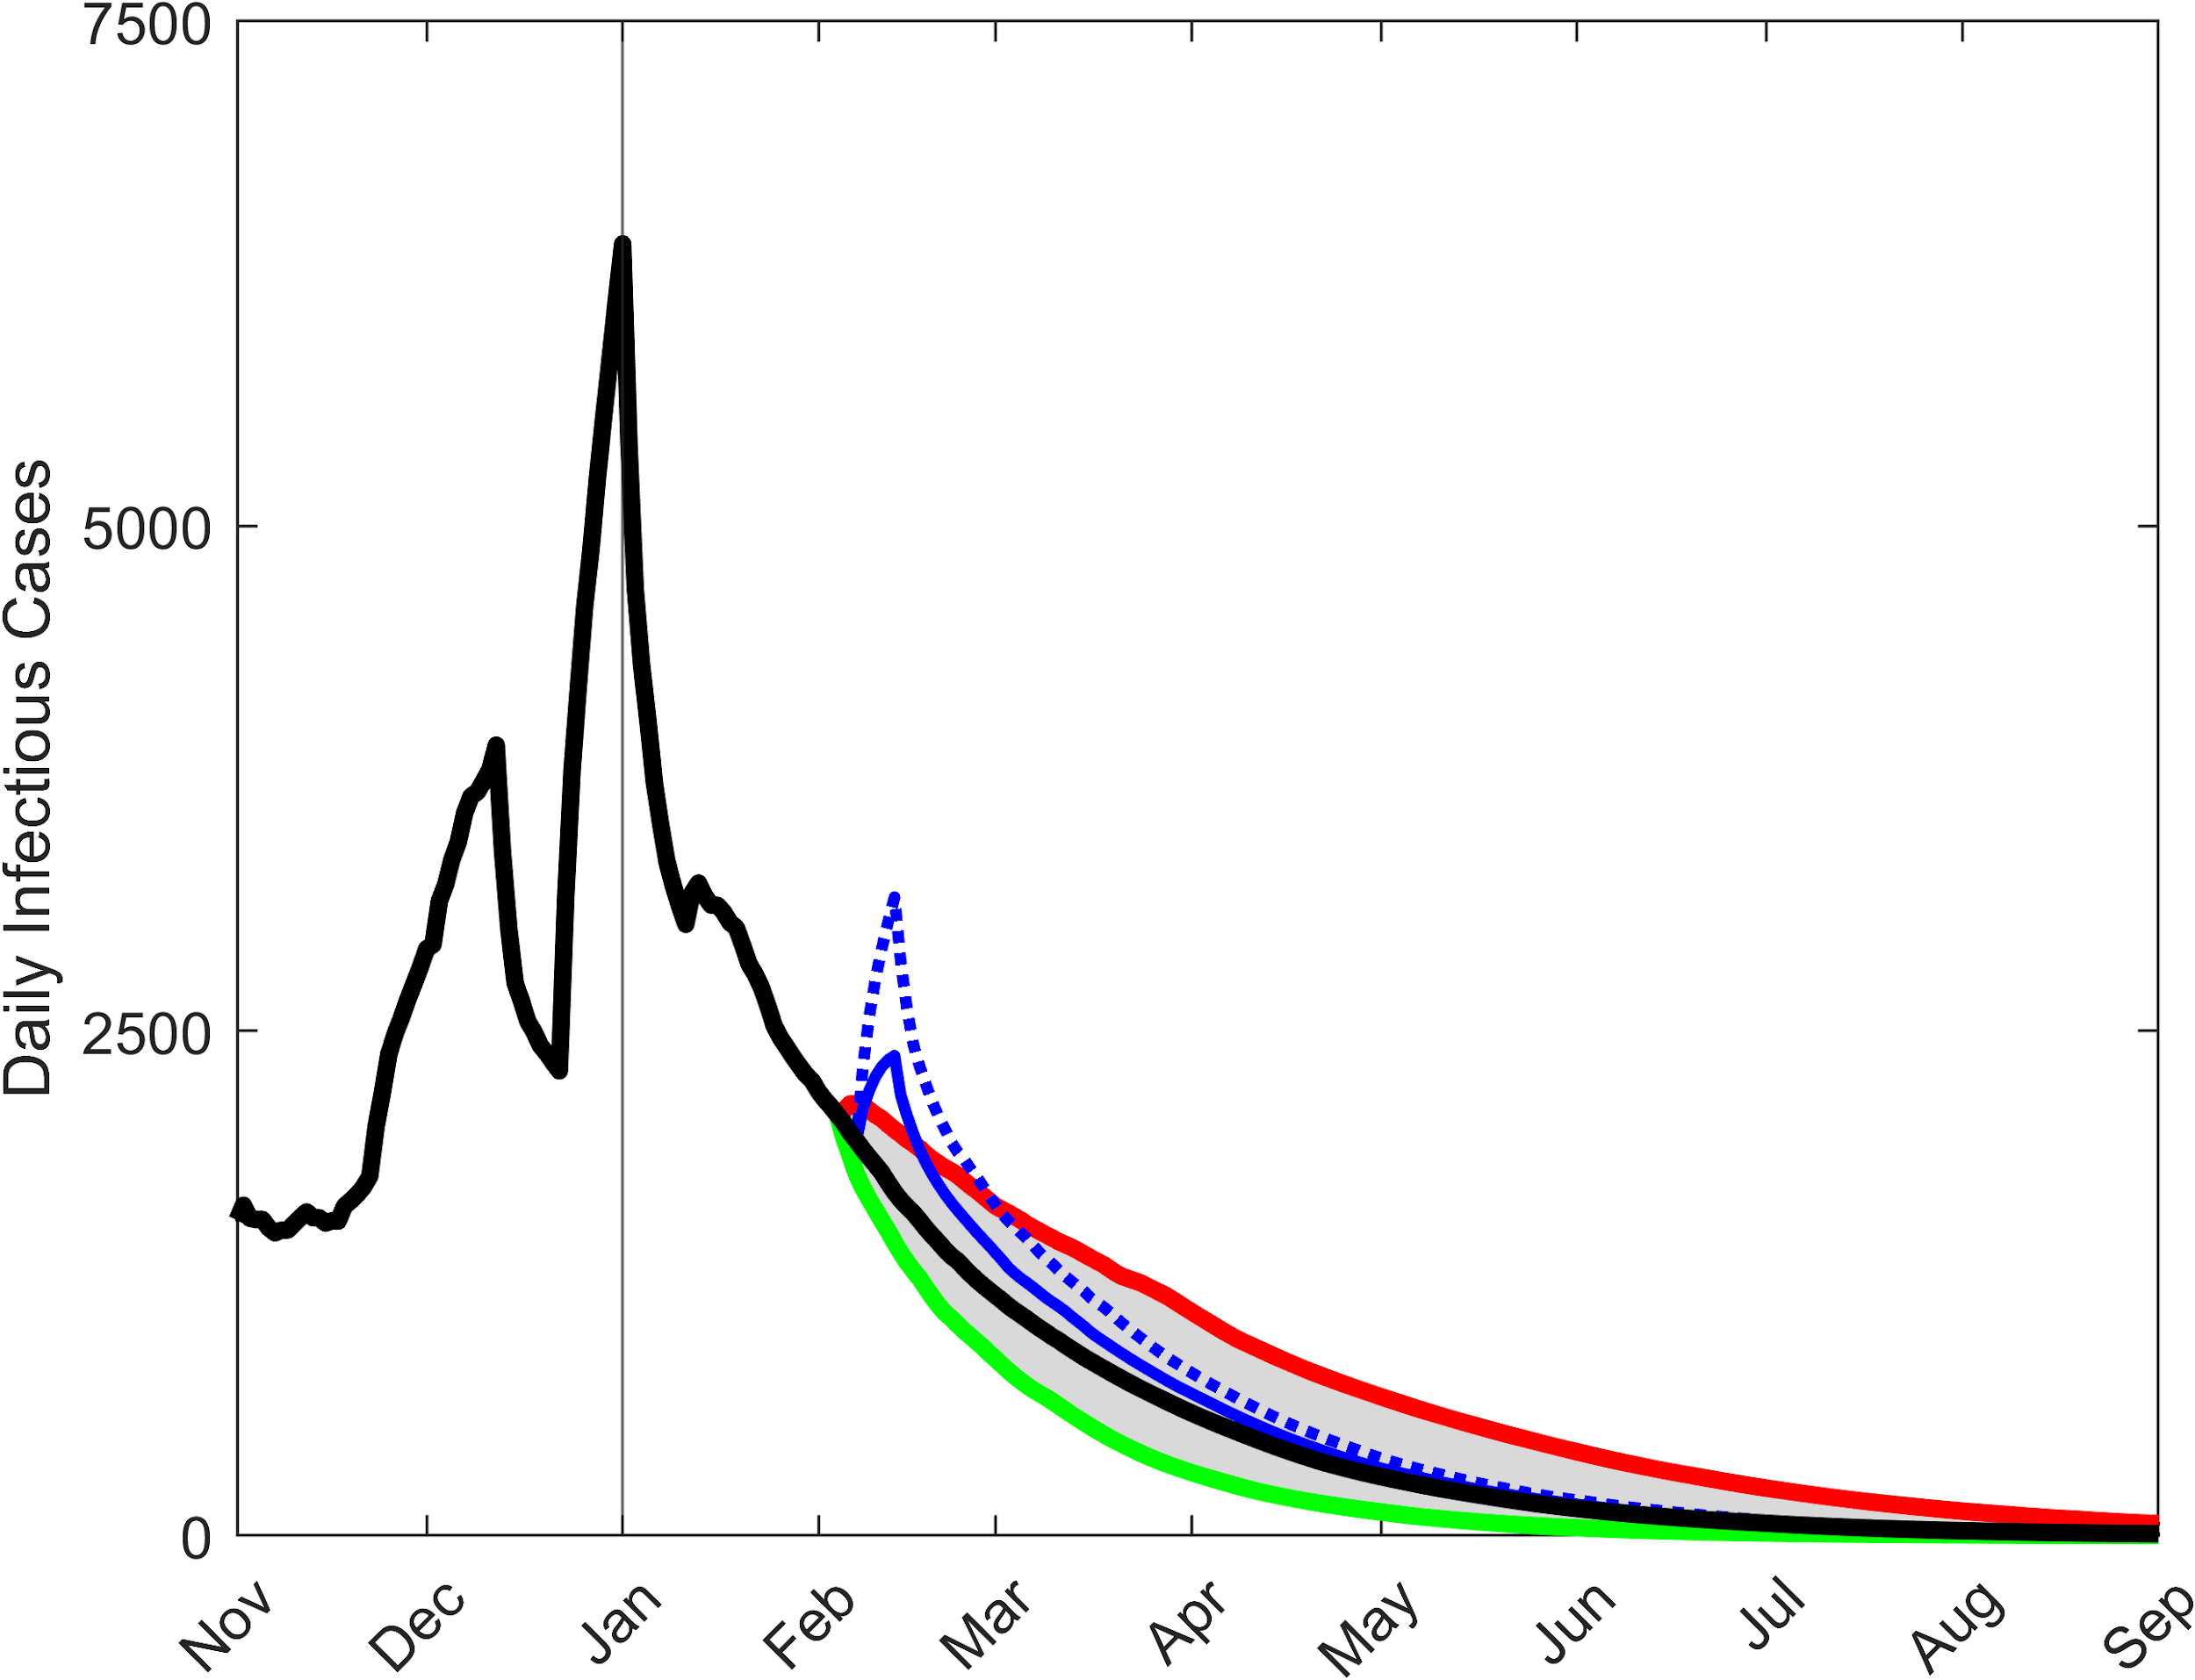 7500
5000
2500
0
Daily Infectious Cases
Nov
Dec
Jan
Feb
Mar
Apr
May
Jun
Jul
Aug
Sep